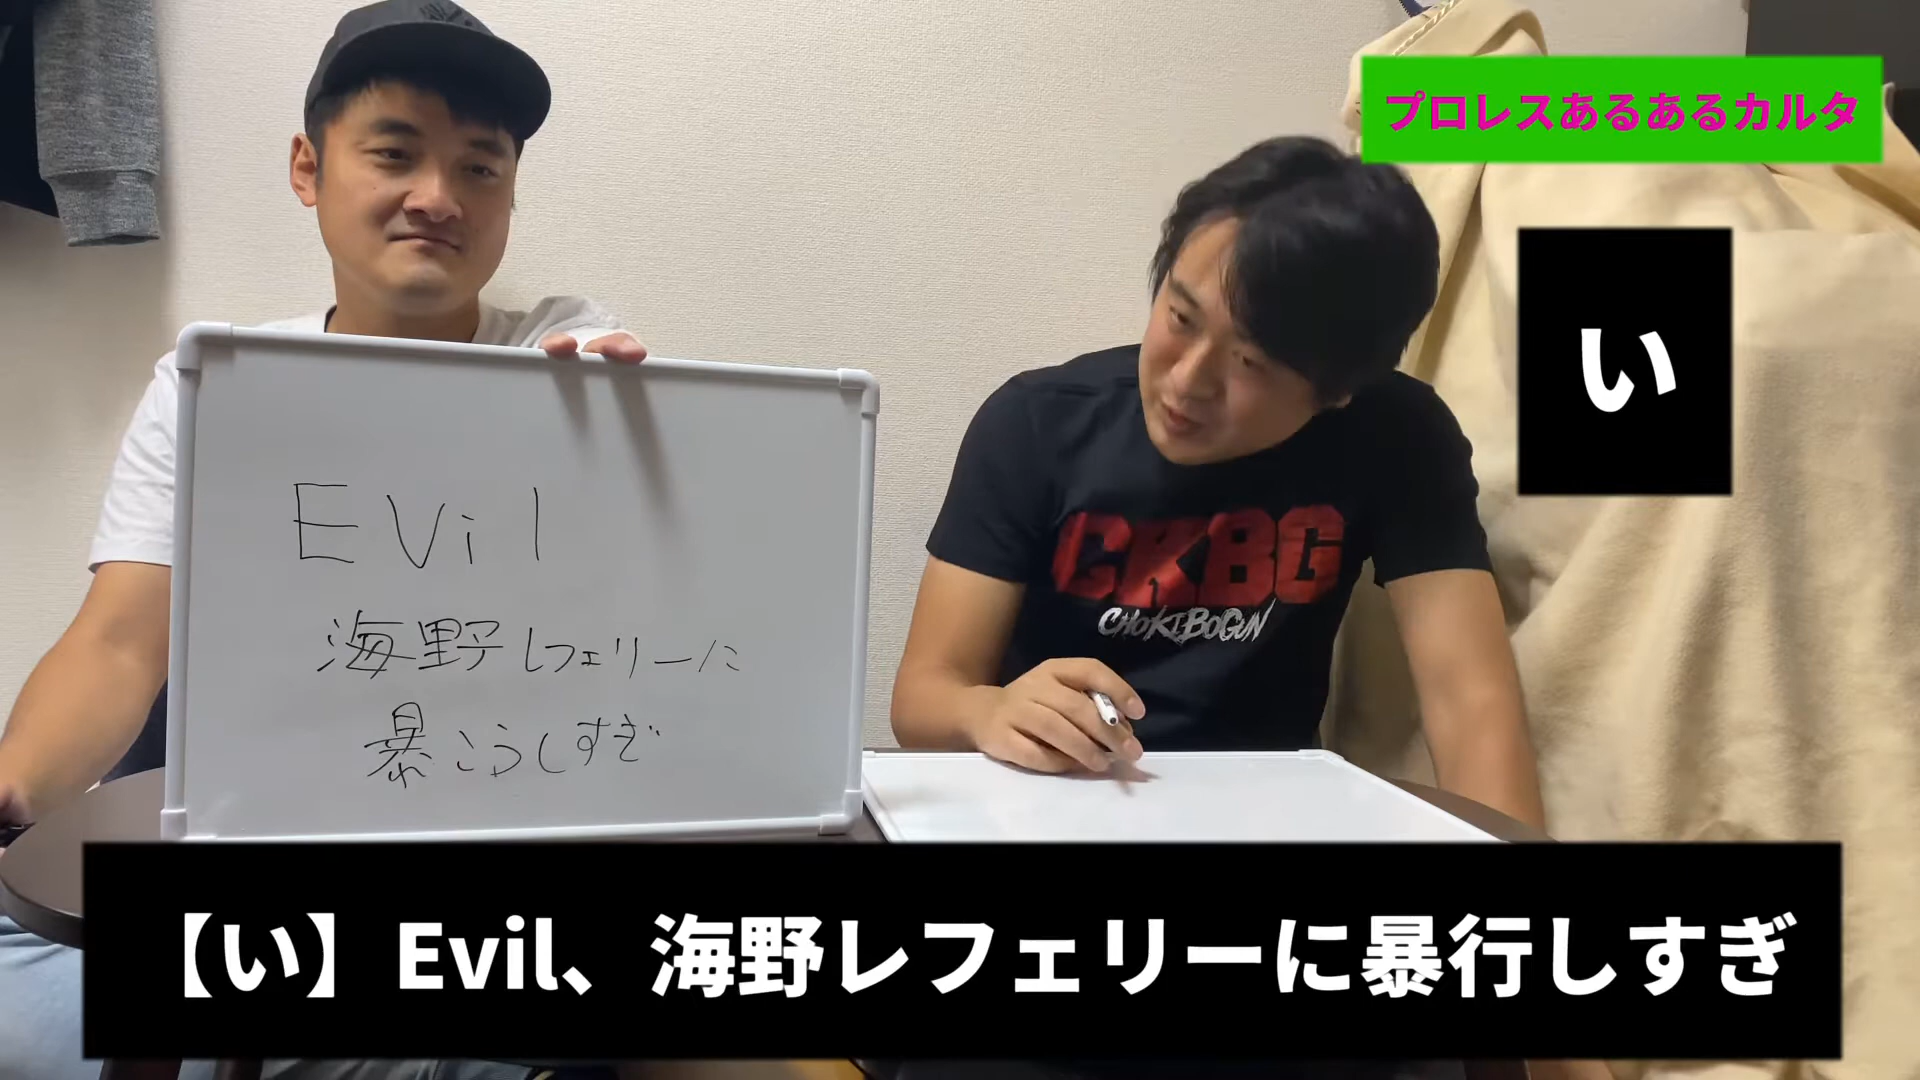 プロレスあるあるカルタ
い
EVil
海野レフェリーに
暴こうしすぎ
CKBG
CHOKIBOGUN
【い】Evil、海野レフェリーに暴行しすぎ